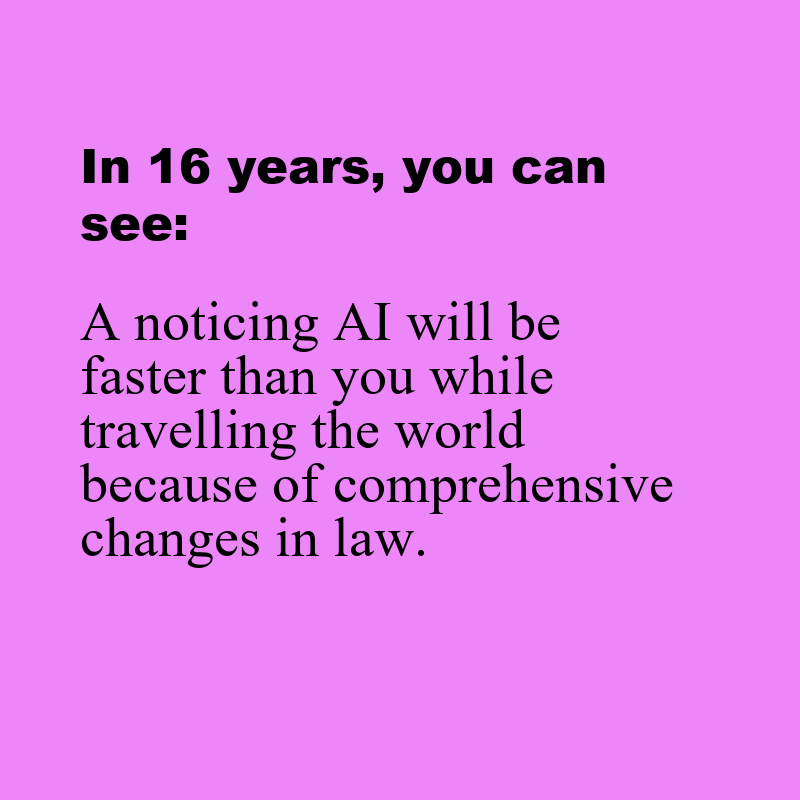 In 16 years, you can
see:
A noticing AI will be
faster than you while
travelling the world
because of comprehensive
changes in law.